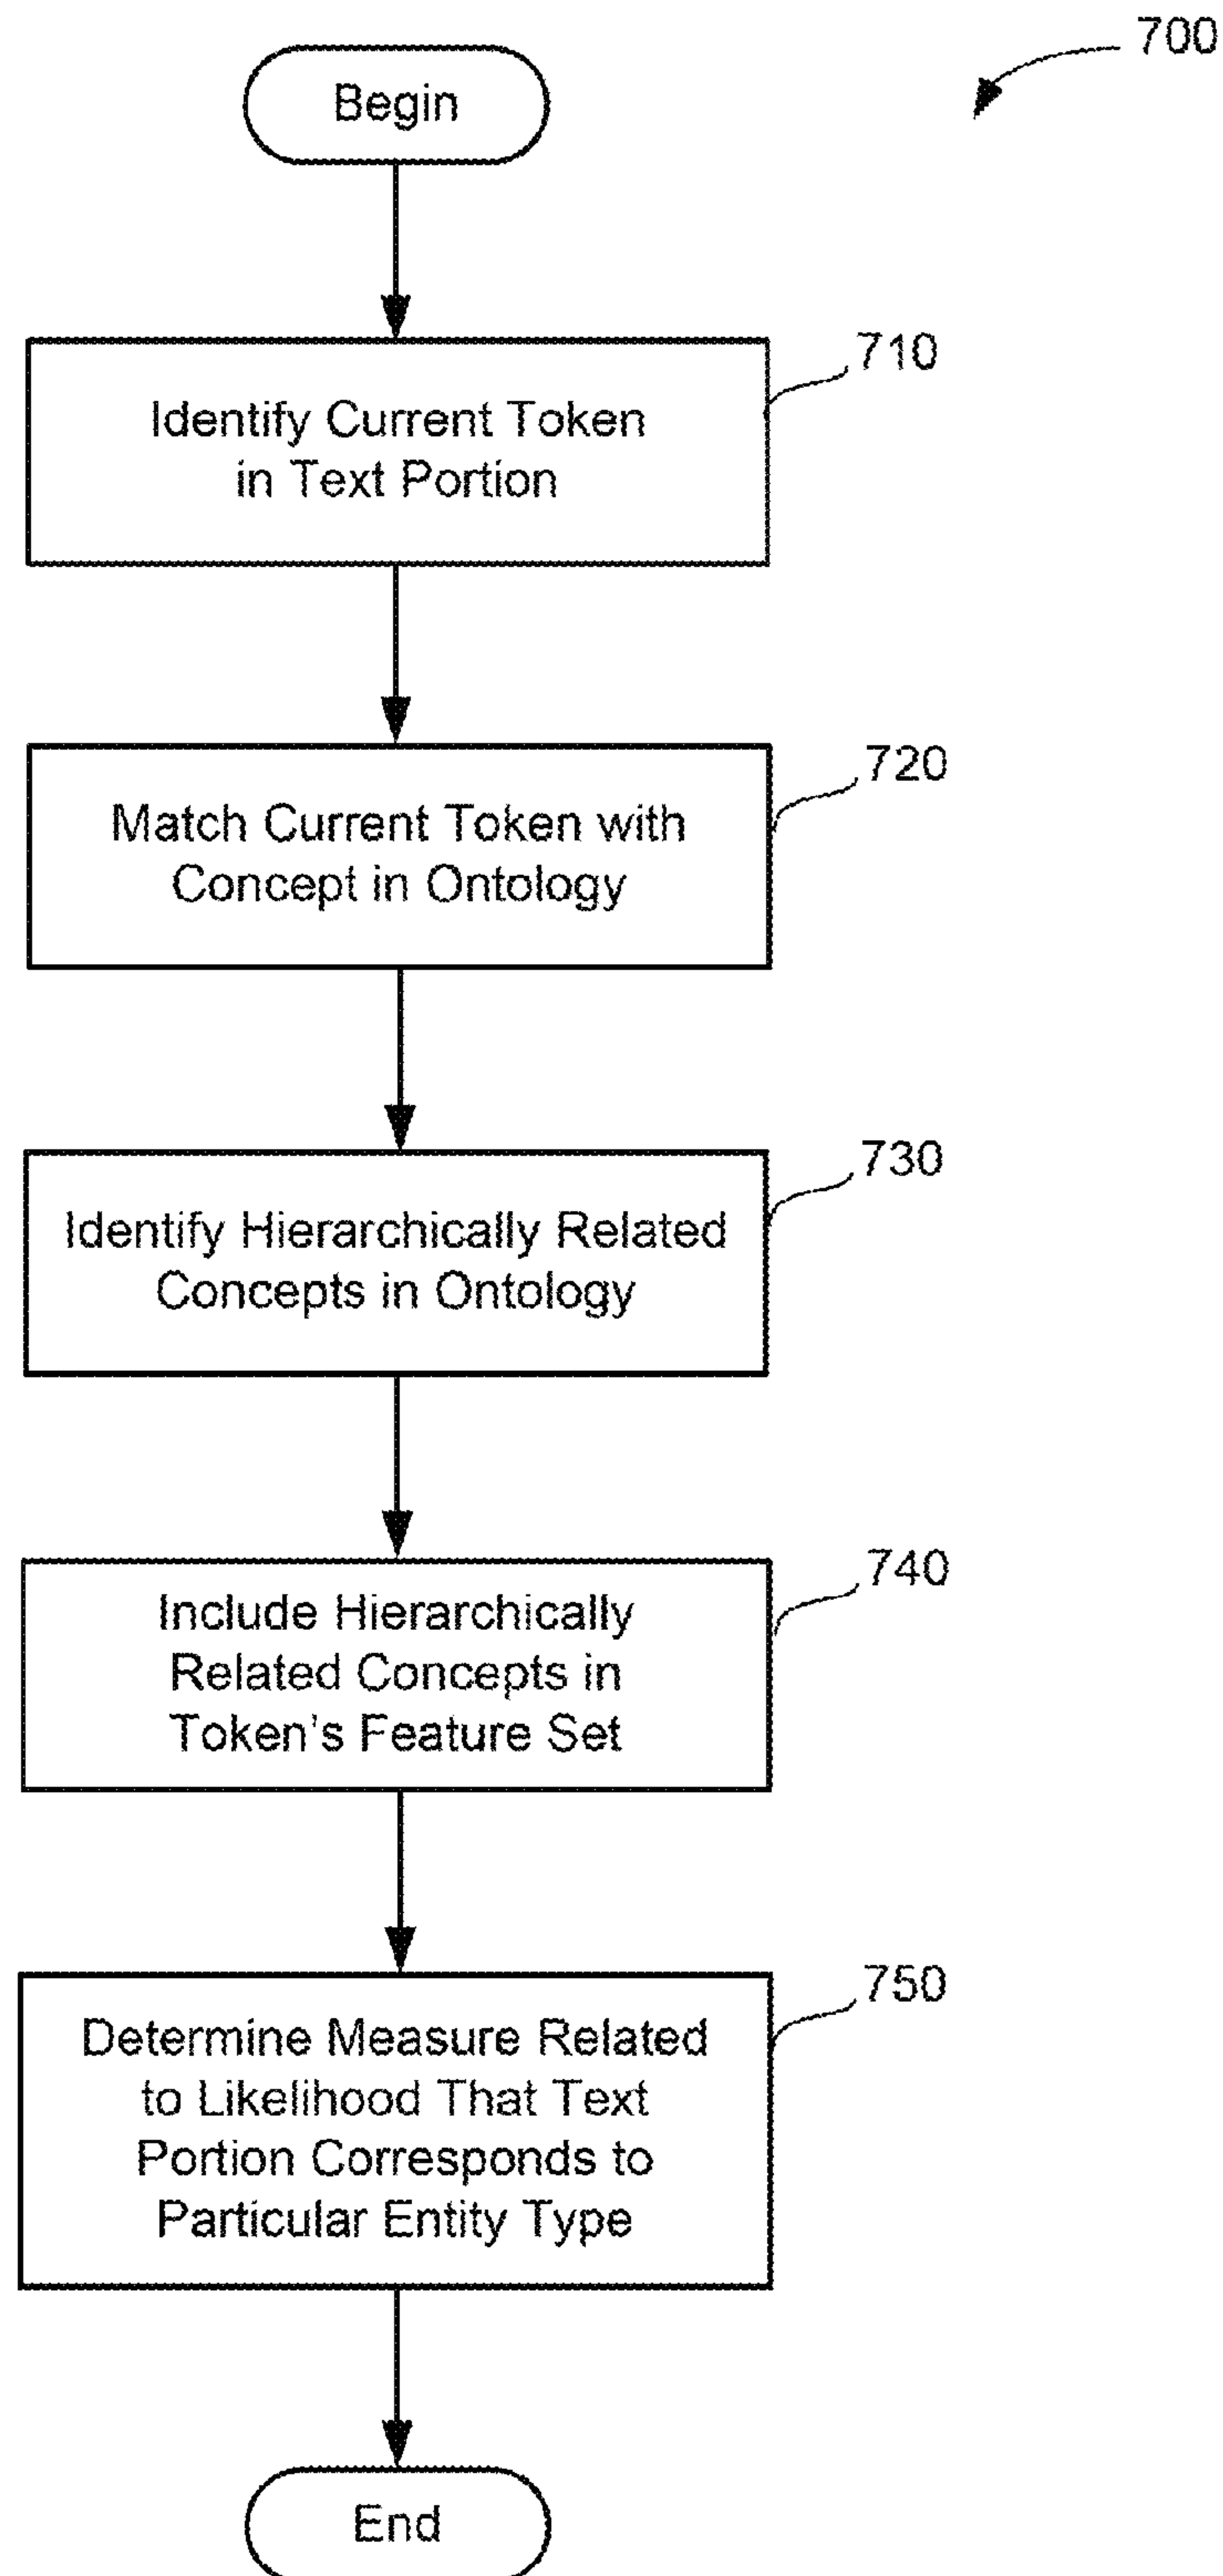 700
Begin
710
Identify Current Token
in Text Portion
720
Match Current Token with
Concept in Ontology
730
Identify Hierarchically Related
Concepts in Ontology
740
Include Hierarchically
Related Concepts in
Token's Feature Set
750
Determine Measure Related
to Likelihood That Text
Portion Corresponds to
Particular Entity Type
End